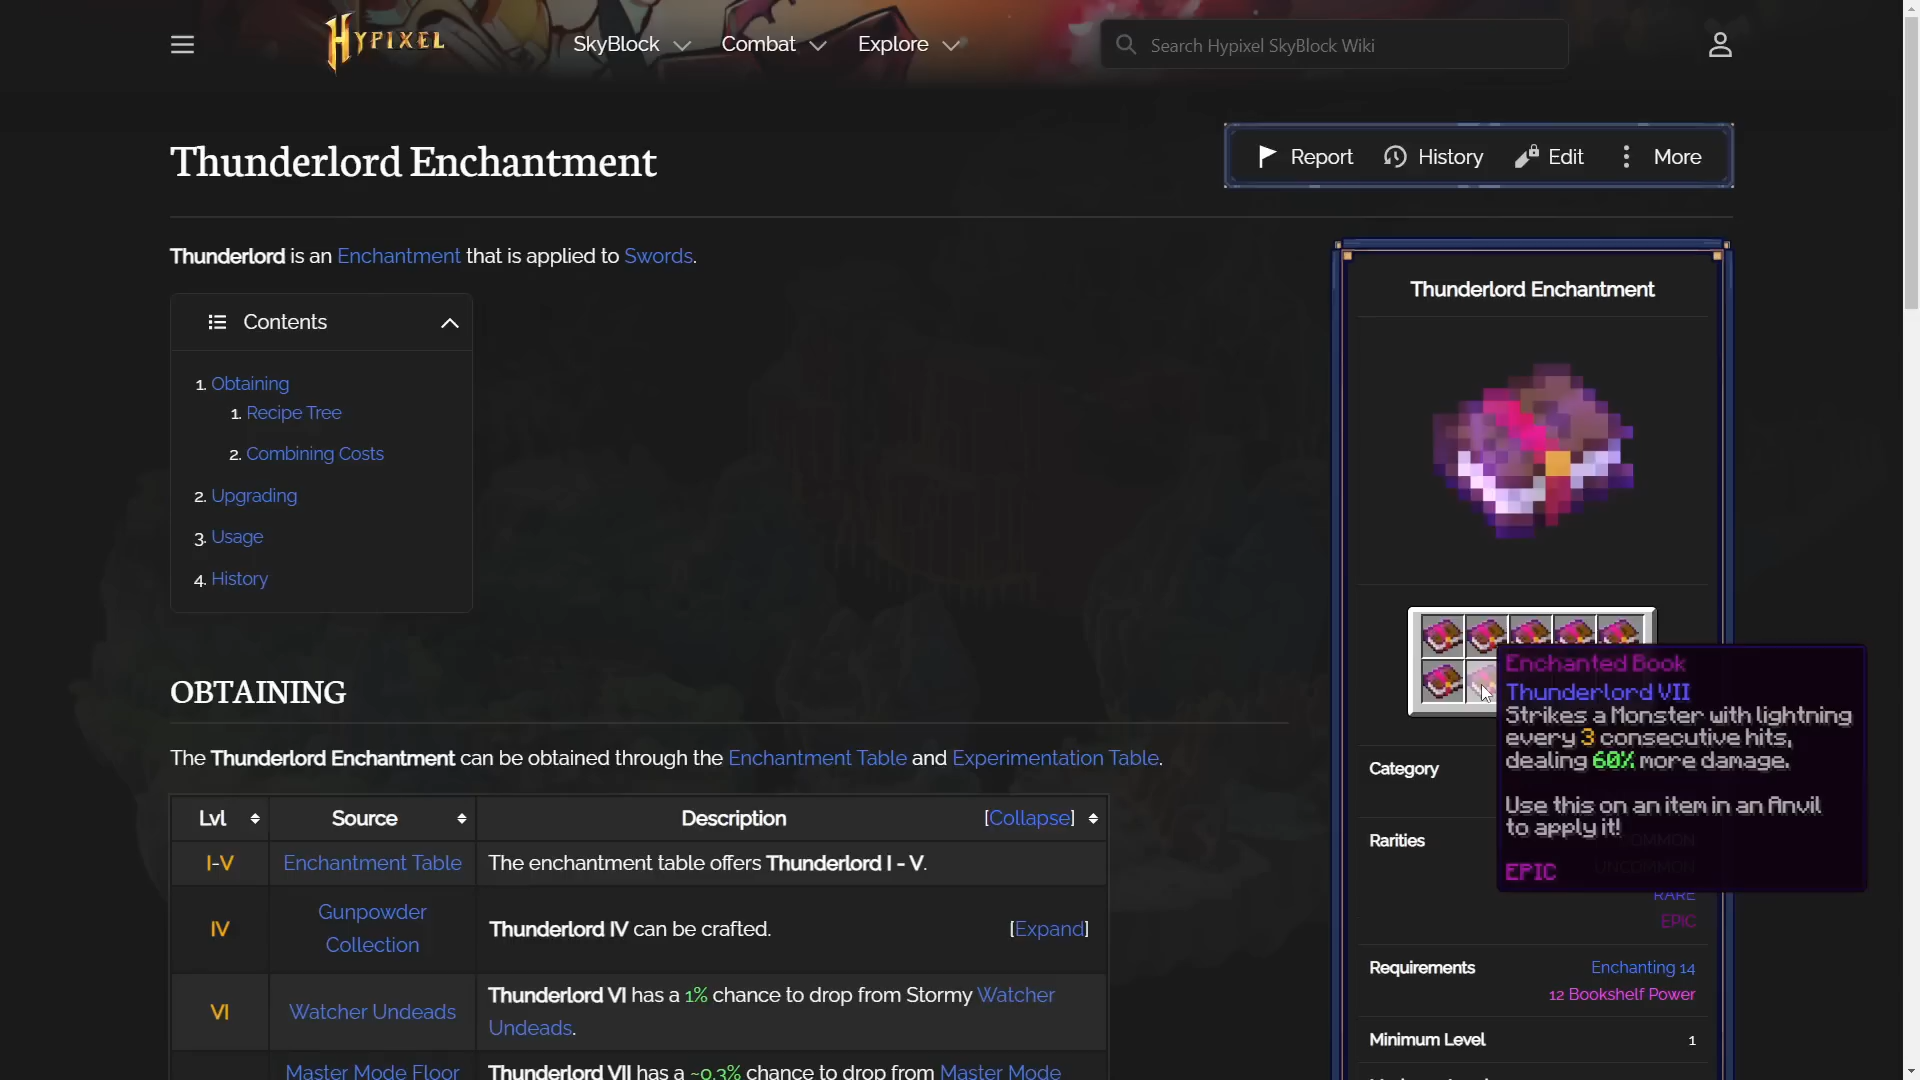 HYPIXEL
SkyBlock
Combat
Explore
Search Hypixel SkyBlock Wiki
Thunderlord Enchantment
Report
History
Edit
More
Thunderlord is an Enchantment that is applied to Swords.
Contents
1. Obtaining
1. Recipe Tree
2. Combining Costs
2. Upgrading
3. Usage
4. History
OBTAINING
The Thunderlord Enchantment can be obtained through the Enchantment Table and Experimentation Table.
Lvl Source Description [Collapse]
I-V Enchantment Table The enchantment table offers Thunderlord I - V.
IV Gunpowder Collection Thunderlord IV can be crafted. [Expand]
VI Watcher Undeads Thunderlord VI has a 1% chance to drop from Stormy Watcher
Undeads.
Master Mode Floor Thunderlord VII has a ~0.3% chance to drop from Master Mode
Thunderlord Enchantment
Enchanted Book
Thunderlord VII
Strikes a Monster with lightning
every 3 consecutive hits,
dealing 60% more damage.
Use this on an item in an Anvil
to apply it!
EPIC
Category
Rarities
COMMON
UNCOMMON
RARE
EPIC
Requirements
Enchanting 14
12 Bookshelf Power
Minimum Level 1